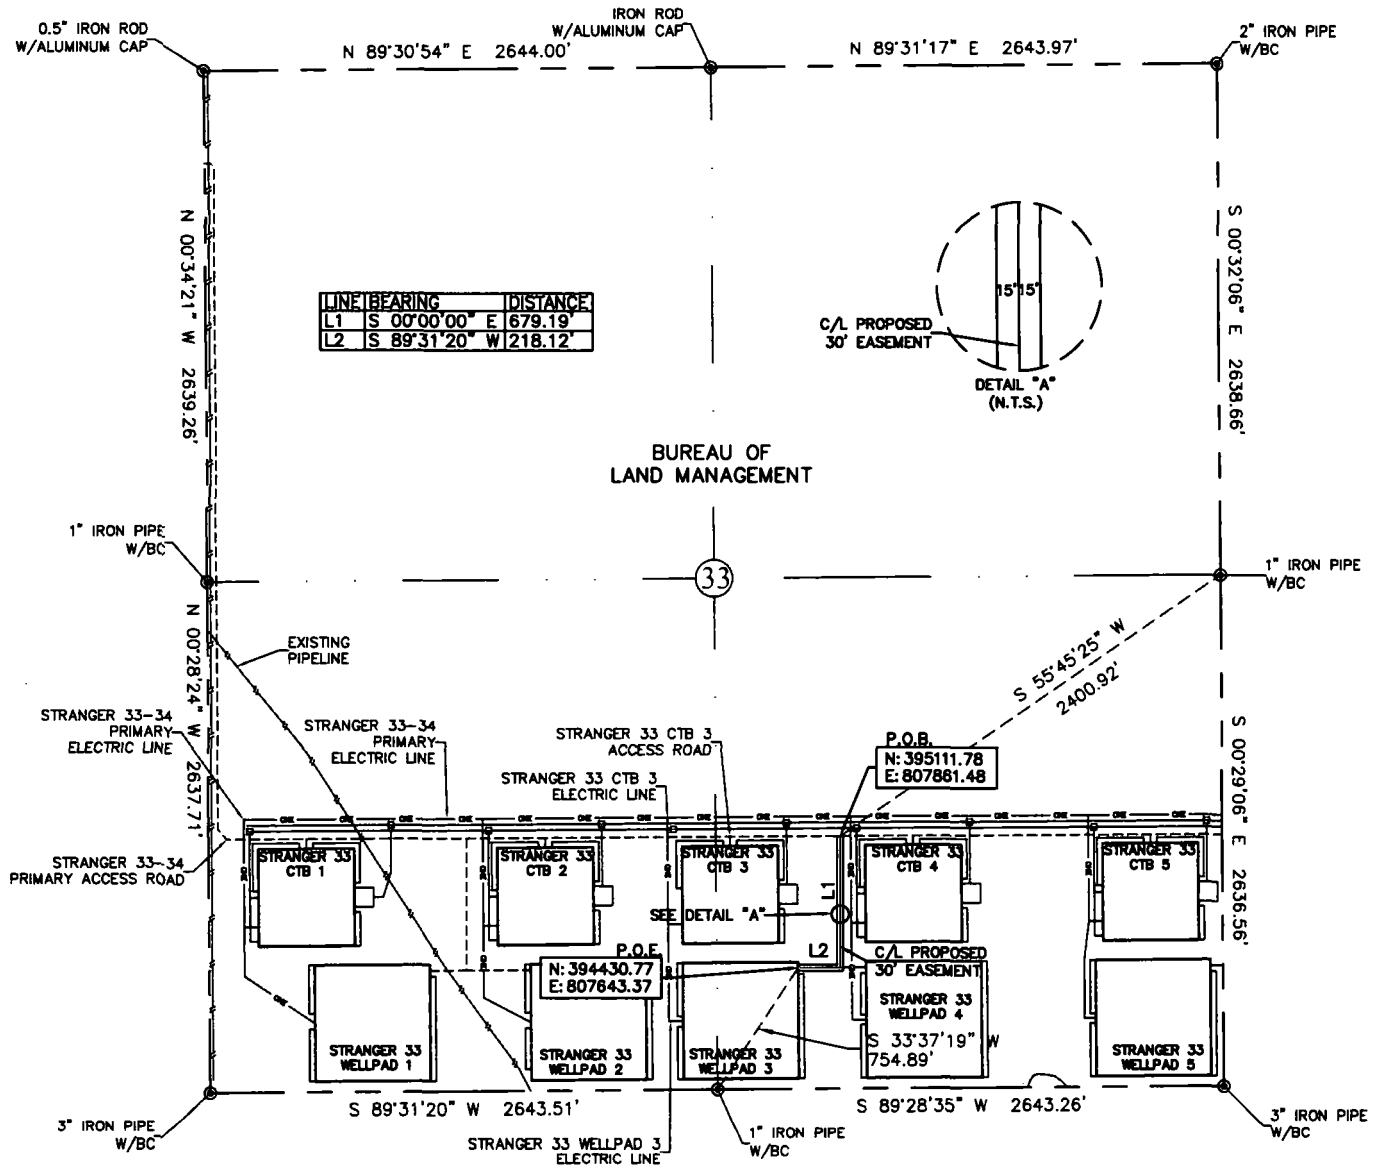 0.5" IRON ROD
W/ALUMINUM CAP
N 89°30'54" E 2644.00'
IRON ROD
W/ALUMINUM CAP
N 89°31'17" E 2643.97'
2" IRON PIPE
W/BC
N 00°34'21" W 2639.26'
S 00°32'06" E 2638.66'
LINE BEARING DISTANCE
L1 S 00°00'00" E 679.19'
L2 S 89°31'20" W 218.12'
15' 15'
C/L PROPOSED
30' EASEMENT
DETAIL "A"
(N.T.S.)
BUREAU OF
LAND MANAGEMENT
1" IRON PIPE
W/BC
33
1" IRON PIPE
W/BC
N 00°28'24" W 2637.71'
EXISTING
PIPELINE
S 55°45'25" W
2400.92'
S 00°29'06" E 2636.56'
STRANGER 33-34
PRIMARY
ELECTRIC LINE
STRANGER 33-34
PRIMARY
ELECTRIC LINE
STRANGER 33 CTB 3
ACCESS ROAD
STRANGER 33 CTB 3
ELECTRIC LINE
P.O.B.
N: 395111.78
E: 807861.48
OHE OHE OHE OHE OHE OHE OHE OHE OHE OHE
STRANGER 33-34
PRIMARY ACCESS ROAD
STRANGER 33
CTB 1
STRANGER 33
CTB 2
STRANGER 33
CTB 3
STRANGER 33
CTB 4
STRANGER 33
CTB 5
L1
SEE DETAIL "A"
L2
C/L PROPOSED
30' EASEMENT
P.O.E.
N: 394430.77
E: 807643.37
STRANGER 33
WELLPAD 1
STRANGER 33
WELLPAD 2
STRANGER 33
WELLPAD 3
STRANGER 33
WELLPAD 4
STRANGER 33
WELLPAD 5
S 33°37'19" W
754.89'
S 89°31'20" W 2643.51'
S 89°28'35" W 2643.26'
3" IRON PIPE
W/BC
STRANGER 33 WELLPAD 3
ELECTRIC LINE
1" IRON PIPE
W/BC
3" IRON PIPE
W/BC